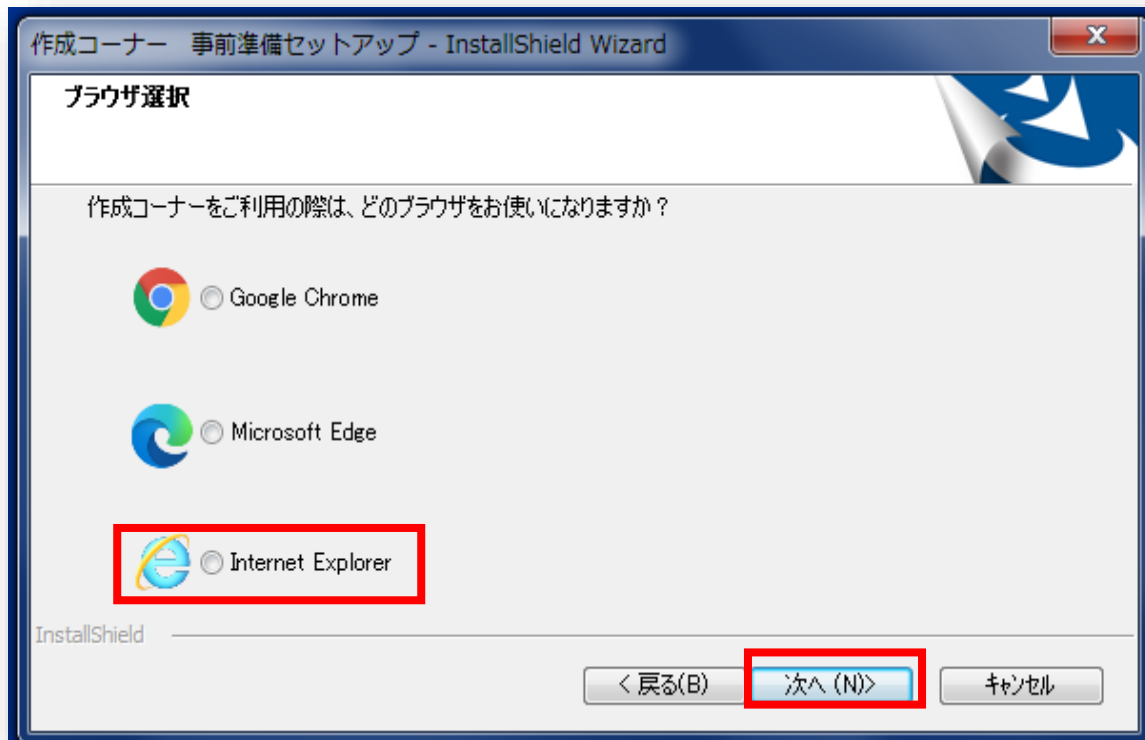 作成コーナー　事前準備セットアップ - InstallShield Wizard
ブラウザ選択
作成コーナーをご利用の際は、どのブラウザをお使いになりますか？
Google Chrome
Microsoft Edge
Internet Explorer
InstallShield
< 戻る(B)
次へ (N)>
キャンセル